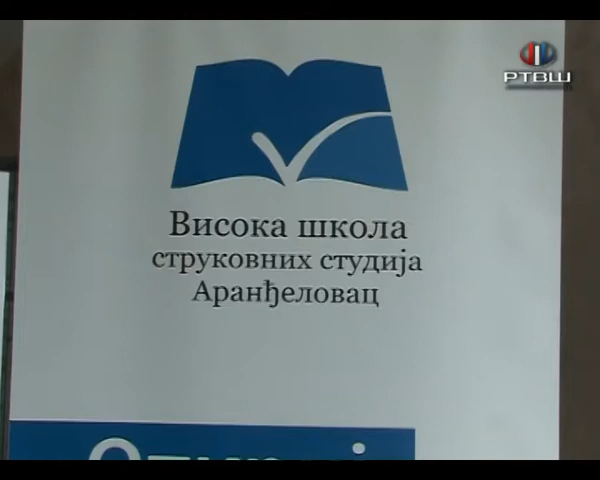 РТВШ
Висока школа
струковних студија
Аранђеловац